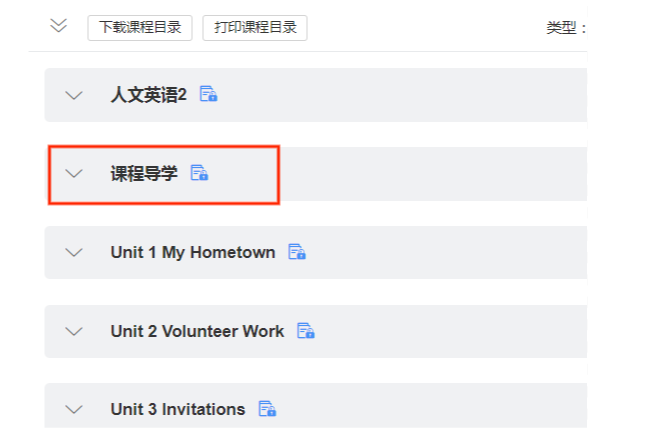 下载课程目录 打印课程目录 类型：
人文英语2
课程导学
Unit 1 My Hometown
Unit 2 Volunteer Work
Unit 3 Invitations